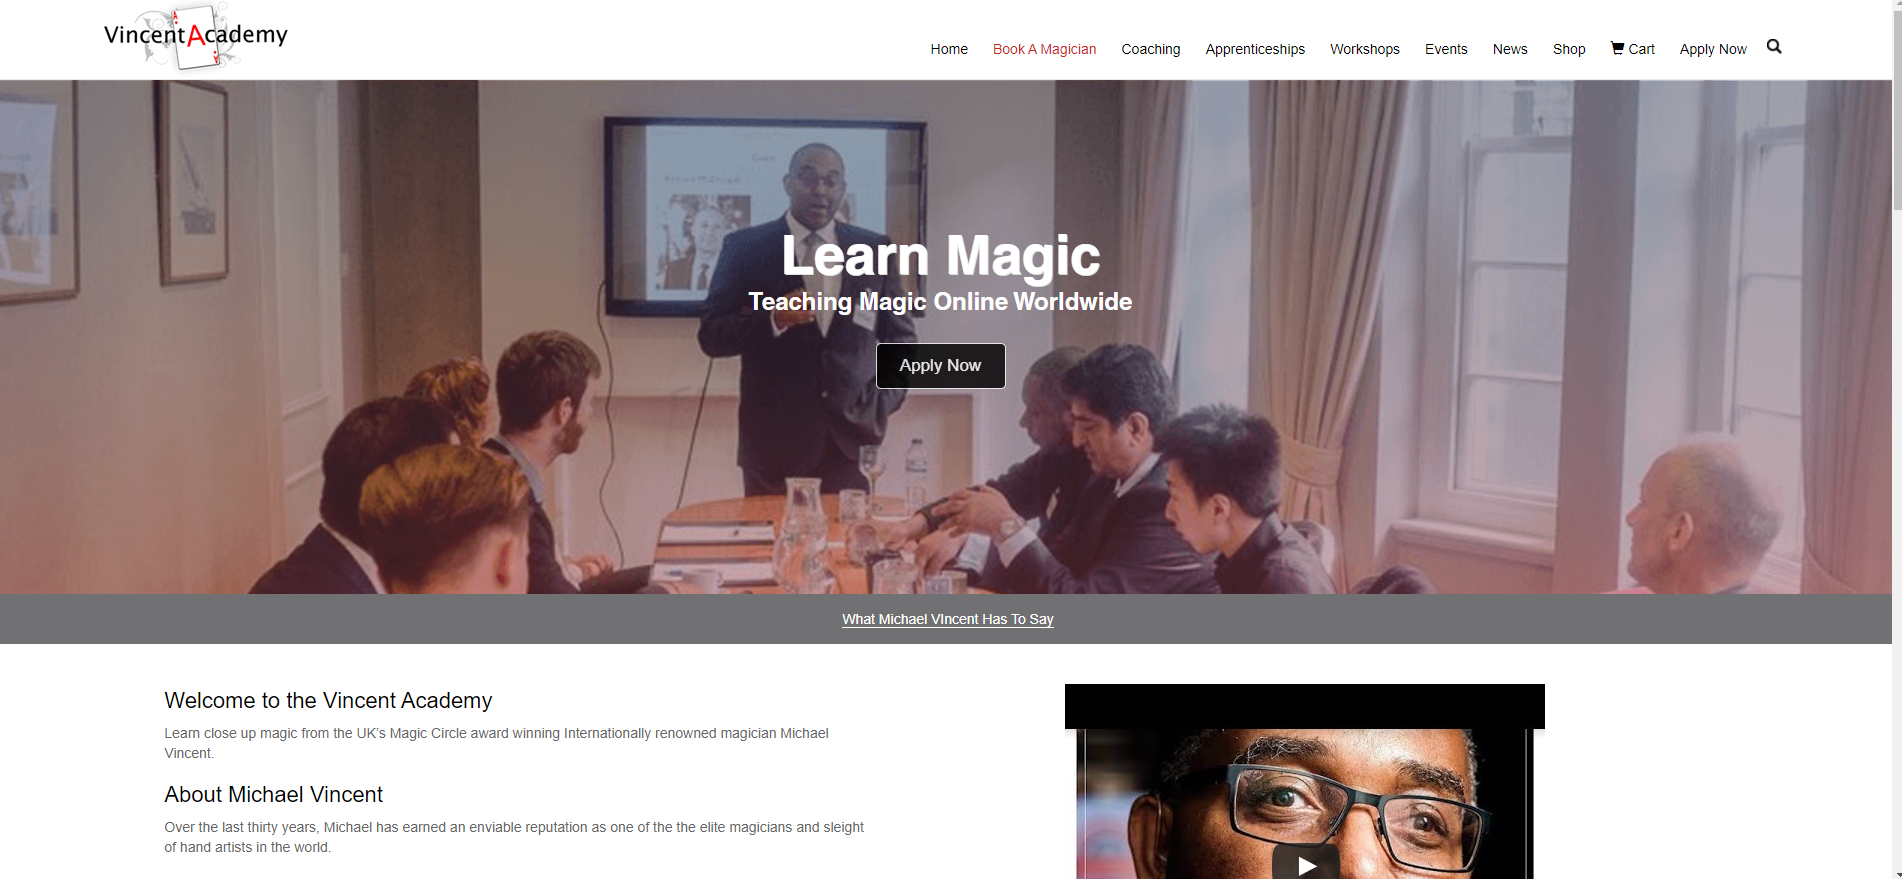 VincentAcademy
Home Book A Magician Coaching Apprenticeships Workshops Events News Shop Cart Apply Now
Learn Magic
Teaching Magic Online Worldwide
Apply Now
What Michael VIncent Has To Say
Welcome to the Vincent Academy
Learn close up magic from the UK's Magic Circle award winning Internationally renowned magician Michael
Vincent.
About Michael Vincent
Over the last thirty years, Michael has earned an enviable reputation as one of the the elite magicians and sleight
of hand artists in the world.